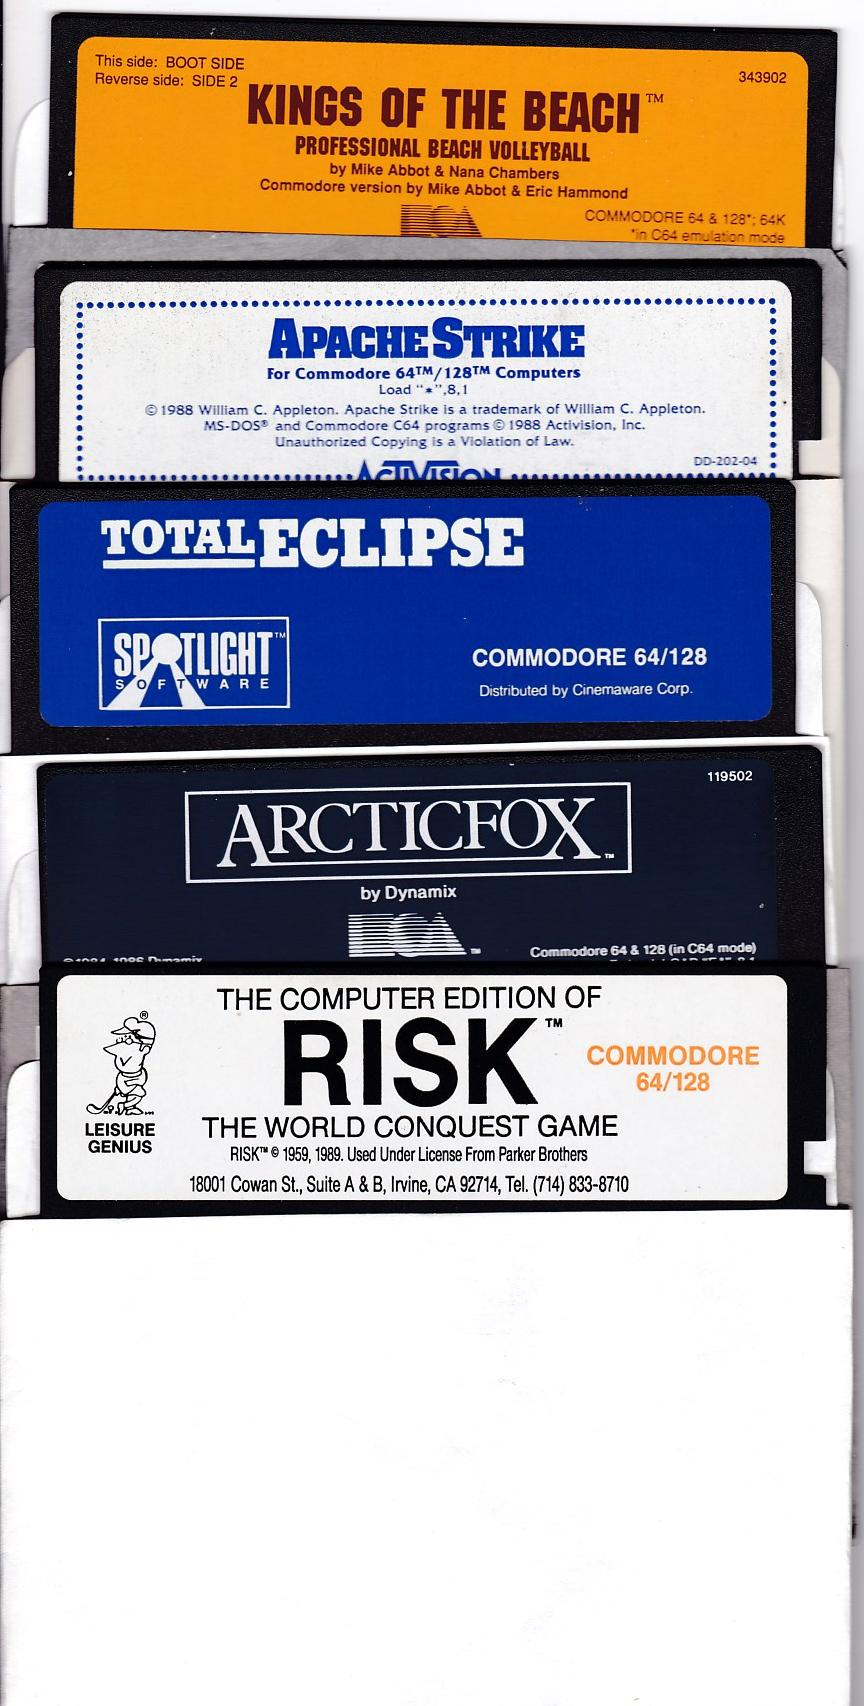 This side: BOOT SIDE
Reverse side: SIDE 2
343902
KINGS OF THE BEACH™
PROFESSIONAL BEACH VOLLEYBALL
by Mike Abbot & Nana Chambers
Commodore version by Mike Abbot & Eric Hammond
COMMODORE 64 & 128*; 64K
*in C64 emulation mode
APACHE STRIKE
For Commodore 64™/128™ Computers
Load "*",8,1
©1988 William C. Appleton. Apache Strike is a trademark of William C. Appleton.
MS-DOS® and Commodore C64 programs © 1988 Activision, Inc.
Unauthorized Copying is a Violation of Law.
DD-202-04
ACTIVISION
TOTAL ECLIPSE
SPOTLIGHT™
SOFTWARE
COMMODORE 64/128
Distributed by Cinemaware Corp.
119502
ARCTICFOX™
by Dynamix
©1984, 1986 Dynamix
Commodore 64 & 128 (in C64 mode)
THE COMPUTER EDITION OF
RISK™
COMMODORE
64/128
®
LEISURE
GENIUS
THE WORLD CONQUEST GAME
RISK™ © 1959, 1989. Used Under License From Parker Brothers
18001 Cowan St., Suite A & B, Irvine, CA 92714, Tel. (714) 833-8710